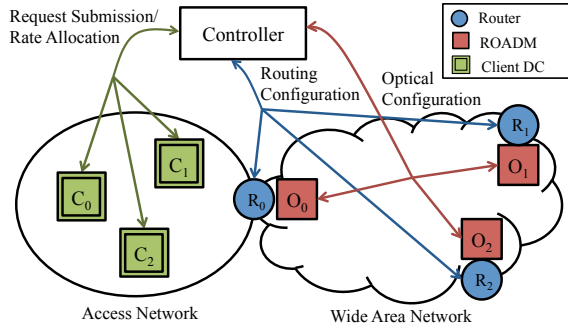 Request Submission/
Rate Allocation
Controller
Router
ROADM
Client DC
Routing
Configuration
Optical
Configuration
R1
O1
C1
C0
R0
O0
C2
O2
R2
Access Network
Wide Area Network